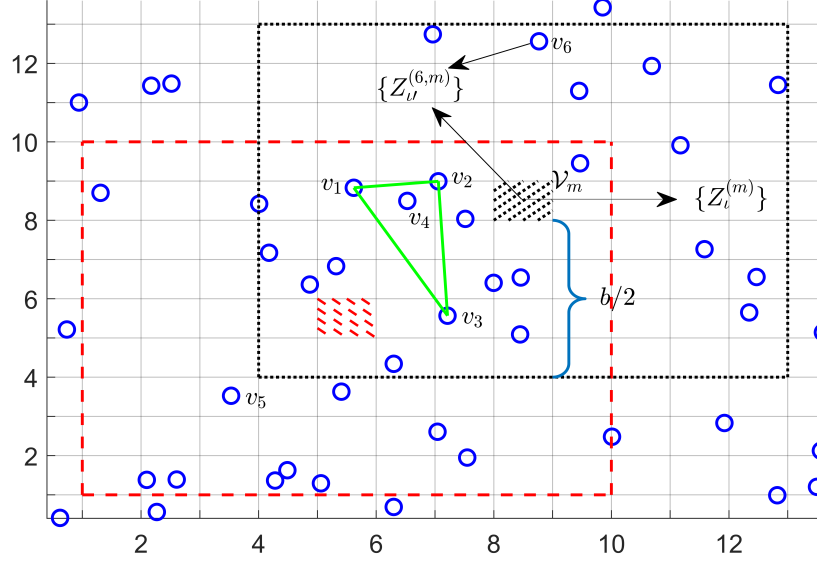 12
v₆
{Z_{ι′}^{(6,m)}}
10
v₁
v₂
𝒱ₘ
8
v₄
{Z_ι^{(m)}}
6
b/2
v₃
4
v₅
2
2 4 6 8 10 12